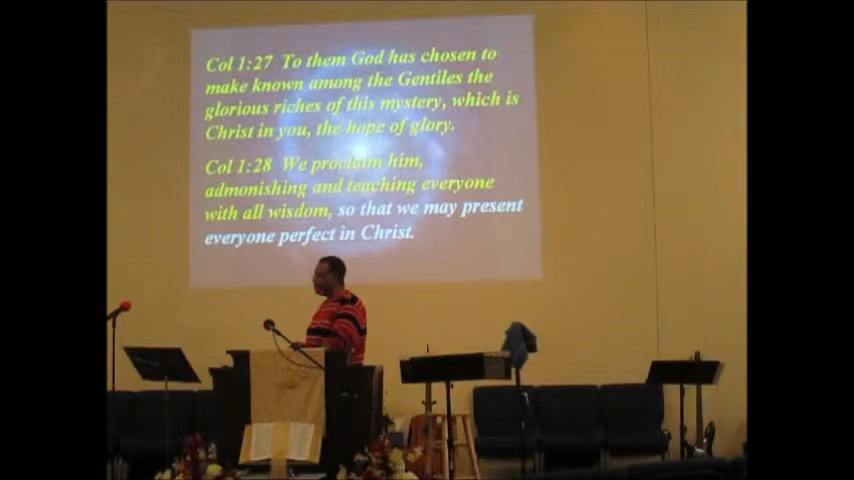 Col 1:27 To them God has chosen to
make known among the Gentiles the
glorious riches of this mystery, which is
Christ in you, the hope of glory.
Col 1:28 We proclaim him,
admonishing and teaching everyone
with all wisdom, so that we may present
everyone perfect in Christ.